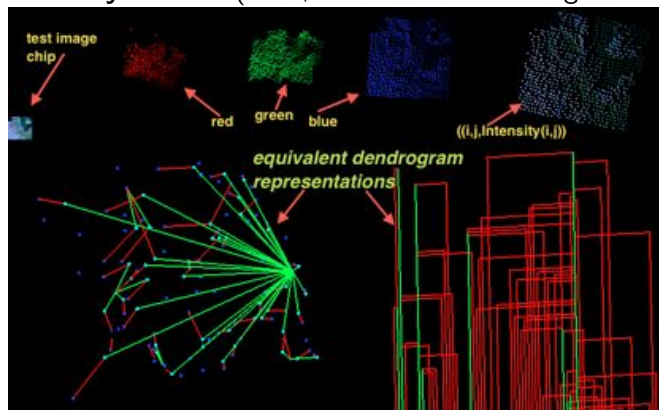 test image
chip
red
green
blue
((i,j,Intensity(i,j))
equivalent dendrogram
representations